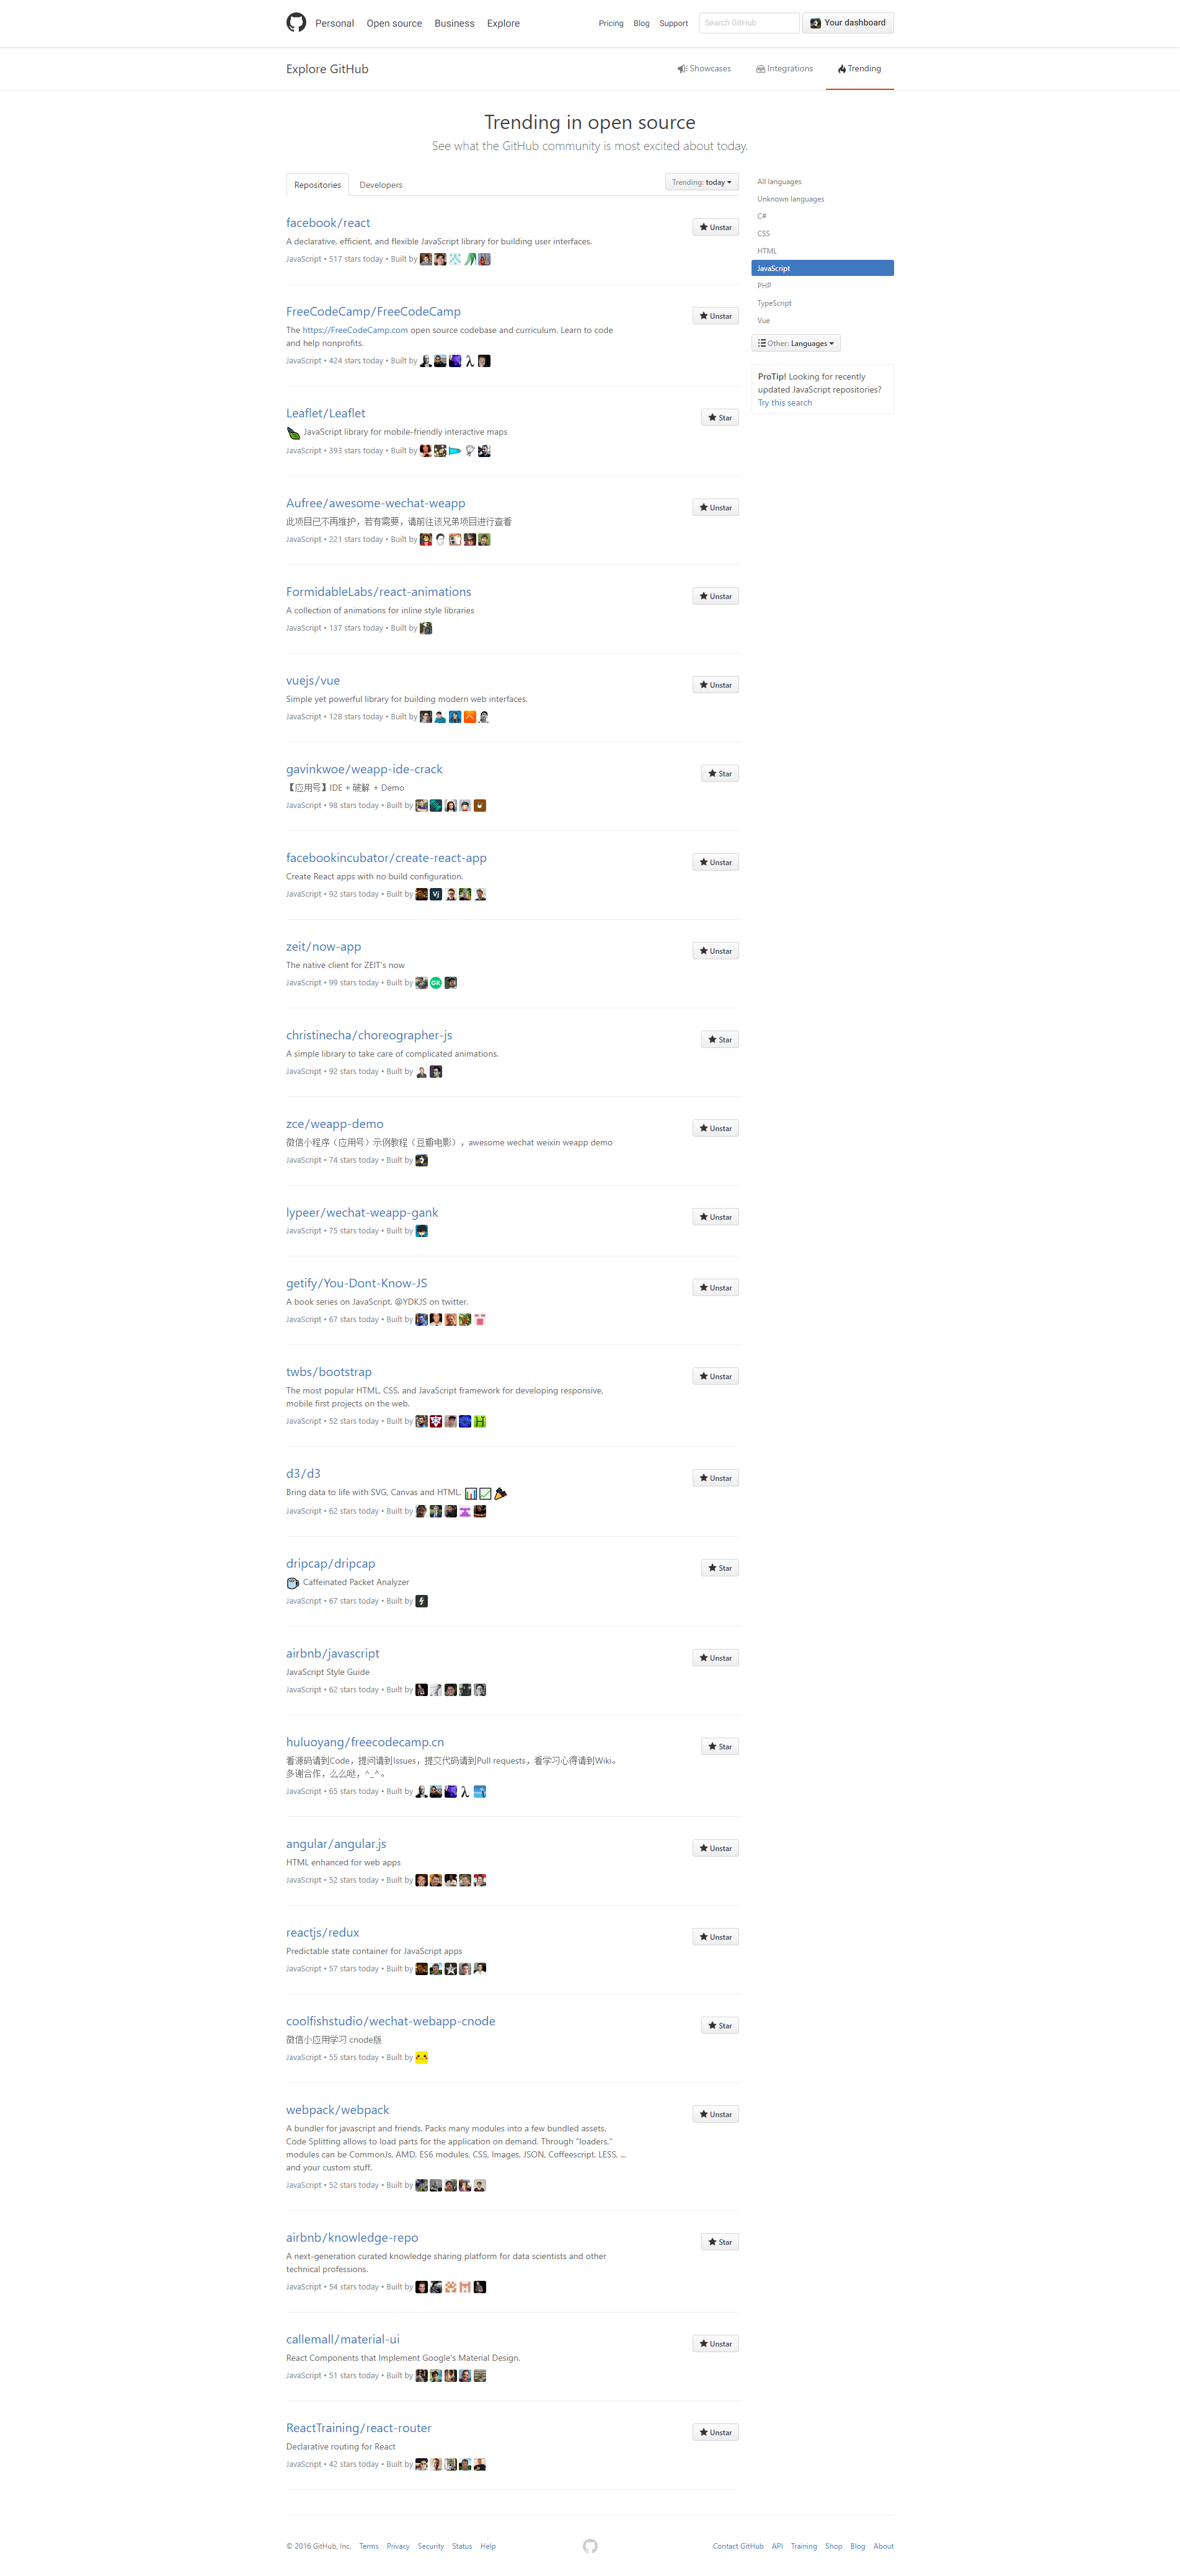 Personal Open source Business Explore Pricing Blog Support Search GitHub Your dashboard
Explore GitHub Showcases Integrations Trending
Trending in open source
See what the GitHub community is most excited about today.
Repositories Developers Trending: today
All languages
Unknown languages
C#
CSS
HTML
JavaScript
PHP
TypeScript
Vue
Other: Languages
ProTip! Looking for recently
updated JavaScript repositories?
Try this search
facebook/react Unstar
A declarative, efficient, and flexible JavaScript library for building user interfaces.
JavaScript • 517 stars today • Built by
FreeCodeCamp/FreeCodeCamp Unstar
The https://FreeCodeCamp.com open source codebase and curriculum. Learn to code
and help nonprofits.
JavaScript • 424 stars today • Built by
Leaflet/Leaflet Star
JavaScript library for mobile-friendly interactive maps
JavaScript • 393 stars today • Built by
Aufree/awesome-wechat-weapp Unstar
此项目已不再维护，若有需要，请前往该兄弟项目进行查看
JavaScript • 221 stars today • Built by
FormidableLabs/react-animations Unstar
A collection of animations for inline style libraries
JavaScript • 137 stars today • Built by
vuejs/vue Unstar
Simple yet powerful library for building modern web interfaces.
JavaScript • 128 stars today • Built by
gavinkwoe/weapp-ide-crack Star
【应用号】IDE + 破解 + Demo
JavaScript • 98 stars today • Built by
facebookincubator/create-react-app Unstar
Create React apps with no build configuration.
JavaScript • 92 stars today • Built by
zeit/now-app Unstar
The native client for ZEIT's now
JavaScript • 99 stars today • Built by
christinecha/choreographer-js Star
A simple library to take care of complicated animations.
JavaScript • 92 stars today • Built by
zce/weapp-demo Unstar
微信小程序（应用号）示例教程（豆瓣电影），awesome wechat weixin weapp demo
JavaScript • 74 stars today • Built by
lypeer/wechat-weapp-gank Unstar
JavaScript • 75 stars today • Built by
getify/You-Dont-Know-JS Unstar
A book series on JavaScript. @YDKJS on twitter.
JavaScript • 67 stars today • Built by
twbs/bootstrap Unstar
The most popular HTML, CSS, and JavaScript framework for developing responsive,
mobile first projects on the web.
JavaScript • 52 stars today • Built by
d3/d3 Unstar
Bring data to life with SVG, Canvas and HTML.
JavaScript • 62 stars today • Built by
dripcap/dripcap Star
Caffeinated Packet Analyzer
JavaScript • 67 stars today • Built by
airbnb/javascript Unstar
JavaScript Style Guide
JavaScript • 62 stars today • Built by
huluoyang/freecodecamp.cn Star
看源码请到Code，提问请到Issues，提交代码请到Pull requests，看学习心得请到Wiki。
多谢合作，么么哒，^_^。
JavaScript • 65 stars today • Built by
angular/angular.js Unstar
HTML enhanced for web apps
JavaScript • 52 stars today • Built by
reactjs/redux Unstar
Predictable state container for JavaScript apps
JavaScript • 57 stars today • Built by
coolfishstudio/wechat-webapp-cnode Star
微信小应用学习 cnode版
JavaScript • 55 stars today • Built by
webpack/webpack Unstar
A bundler for javascript and friends. Packs many modules into a few bundled assets.
Code Splitting allows to load parts for the application on demand. Through "loaders,"
modules can be CommonJs, AMD, ES6 modules, CSS, Images, JSON, Coffeescript, LESS, ...
and your custom stuff.
JavaScript • 52 stars today • Built by
airbnb/knowledge-repo Star
A next-generation curated knowledge sharing platform for data scientists and other
technical professions.
JavaScript • 54 stars today • Built by
callemall/material-ui Unstar
React Components that Implement Google's Material Design.
JavaScript • 51 stars today • Built by
ReactTraining/react-router Unstar
Declarative routing for React
JavaScript • 42 stars today • Built by
© 2016 GitHub, Inc. Terms Privacy Security Status Help Contact GitHub API Training Shop Blog About